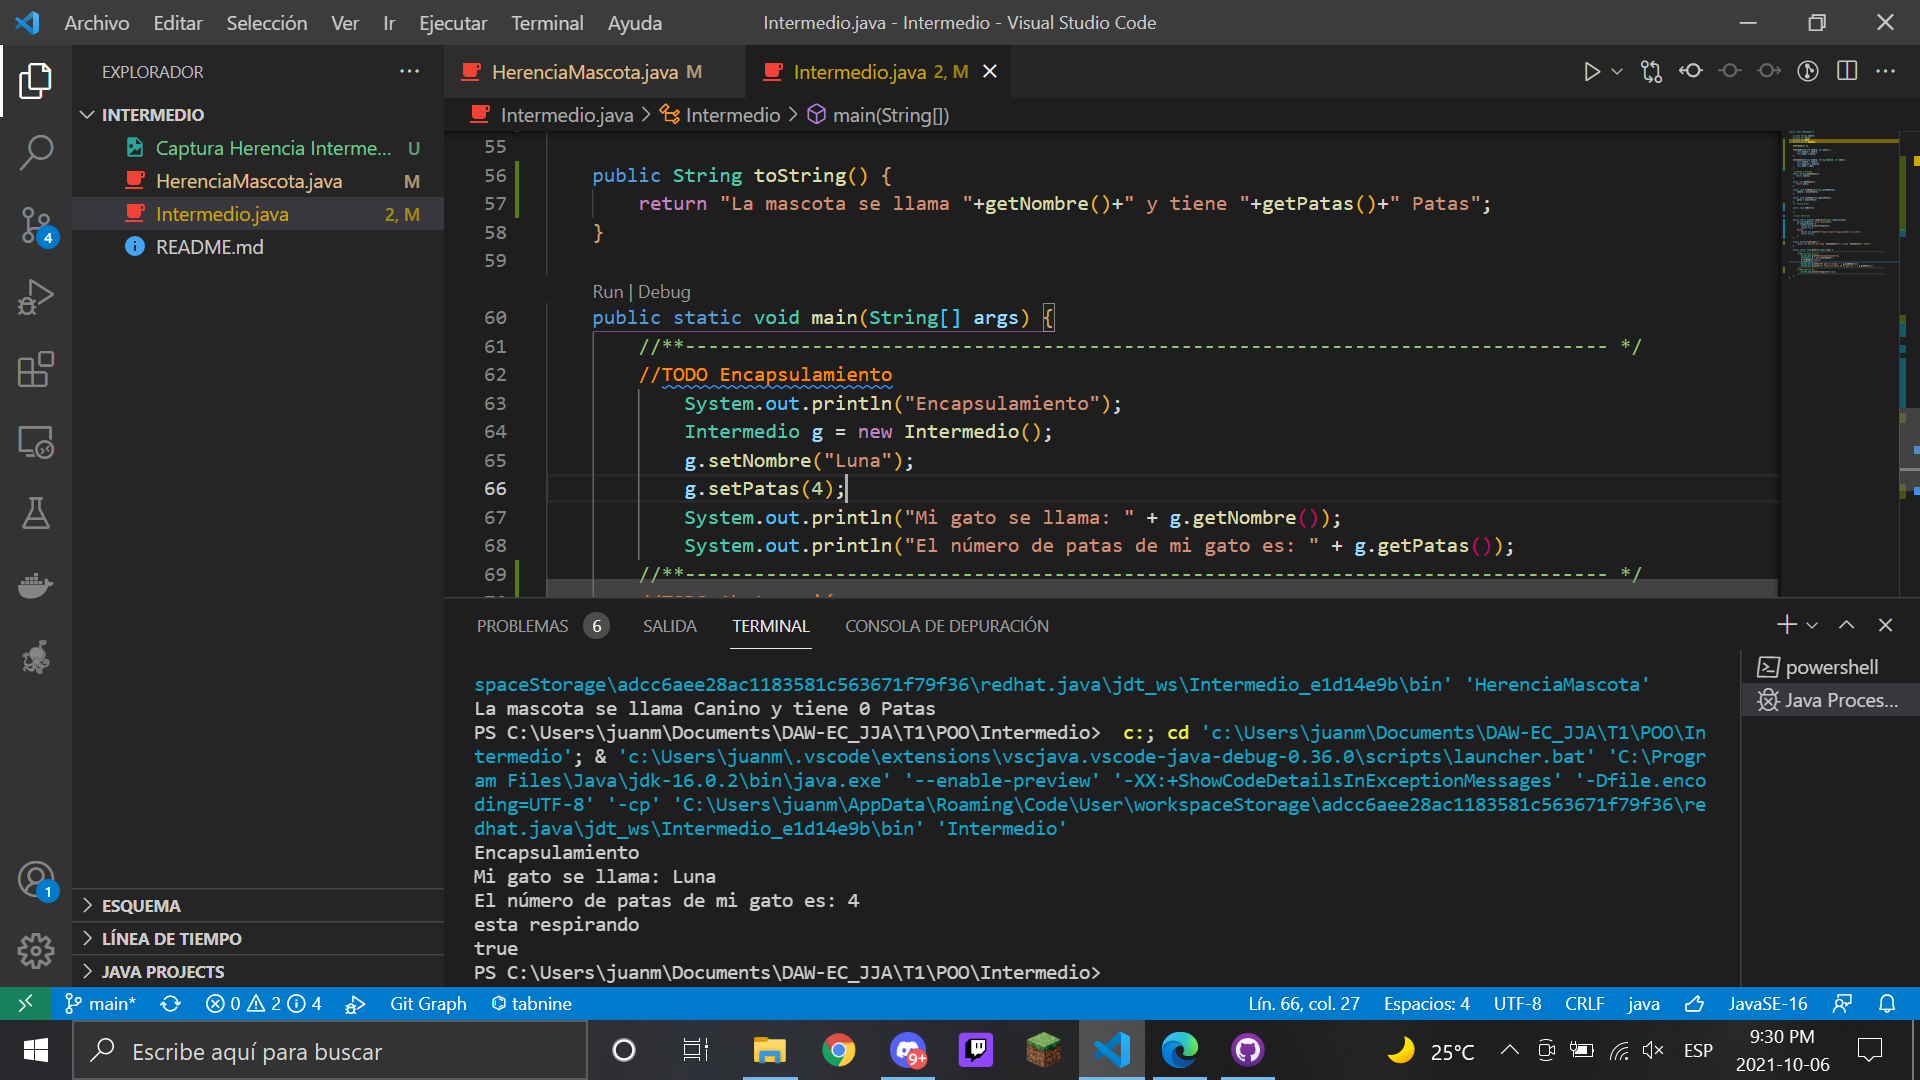 Archivo Editar Selección Ver Ir Ejecutar Terminal Ayuda
Intermedio.java - Intermedio - Visual Studio Code
EXPLORADOR
INTERMEDIO
Captura Herencia Interme... U
HerenciaMascota.java M
Intermedio.java 2, M
README.md
ESQUEMA
LÍNEA DE TIEMPO
JAVA PROJECTS
4
1
HerenciaMascota.java M
Intermedio.java 2, M
Intermedio.java > Intermedio > main(String[])
55
56 public String toString() {
57 return "La mascota se llama "+getNombre()+" y tiene "+getPatas()+" Patas";
58 }
59
Run | Debug
60 public static void main(String[] args) {
61 //**-------------------------------------------------------------------------------- */
62 //TODO Encapsulamiento
63 System.out.println("Encapsulamiento");
64 Intermedio g = new Intermedio();
65 g.setNombre("Luna");
66 g.setPatas(4);
67 System.out.println("Mi gato se llama: " + g.getNombre());
68 System.out.println("El número de patas de mi gato es: " + g.getPatas());
69 //**-------------------------------------------------------------------------------- */
PROBLEMAS 6 SALIDA TERMINAL CONSOLA DE DEPURACIÓN
powershell
Java Proces...
spaceStorage\adcc6aee28ac1183581c563671f79f36\redhat.java\jdt_ws\Intermedio_e1d14e9b\bin' 'HerenciaMascota'
La mascota se llama Canino y tiene 0 Patas
PS C:\Users\juanm\Documents\DAW-EC_JJA\T1\POO\Intermedio>  c:; cd 'c:\Users\juanm\Documents\DAW-EC_JJA\T1\POO\In
termedio'; & 'c:\Users\juanm\.vscode\extensions\vscjava.vscode-java-debug-0.36.0\scripts\launcher.bat' 'C:\Progr
am Files\Java\jdk-16.0.2\bin\java.exe' '--enable-preview' '-XX:+ShowCodeDetailsInExceptionMessages' '-Dfile.enco
ding=UTF-8' '-cp' 'C:\Users\juanm\AppData\Roaming\Code\User\workspaceStorage\adcc6aee28ac1183581c563671f79f36\re
dhat.java\jdt_ws\Intermedio_e1d14e9b\bin' 'Intermedio'
Encapsulamiento
Mi gato se llama: Luna
El número de patas de mi gato es: 4
esta respirando
true
PS C:\Users\juanm\Documents\DAW-EC_JJA\T1\POO\Intermedio>
main* 0 2 4 Git Graph tabnine Lín. 66, col. 27 Espacios: 4 UTF-8 CRLF java JavaSE-16
Escribe aquí para buscar
9+
25°C ESP
9:30 PM
2021-10-06